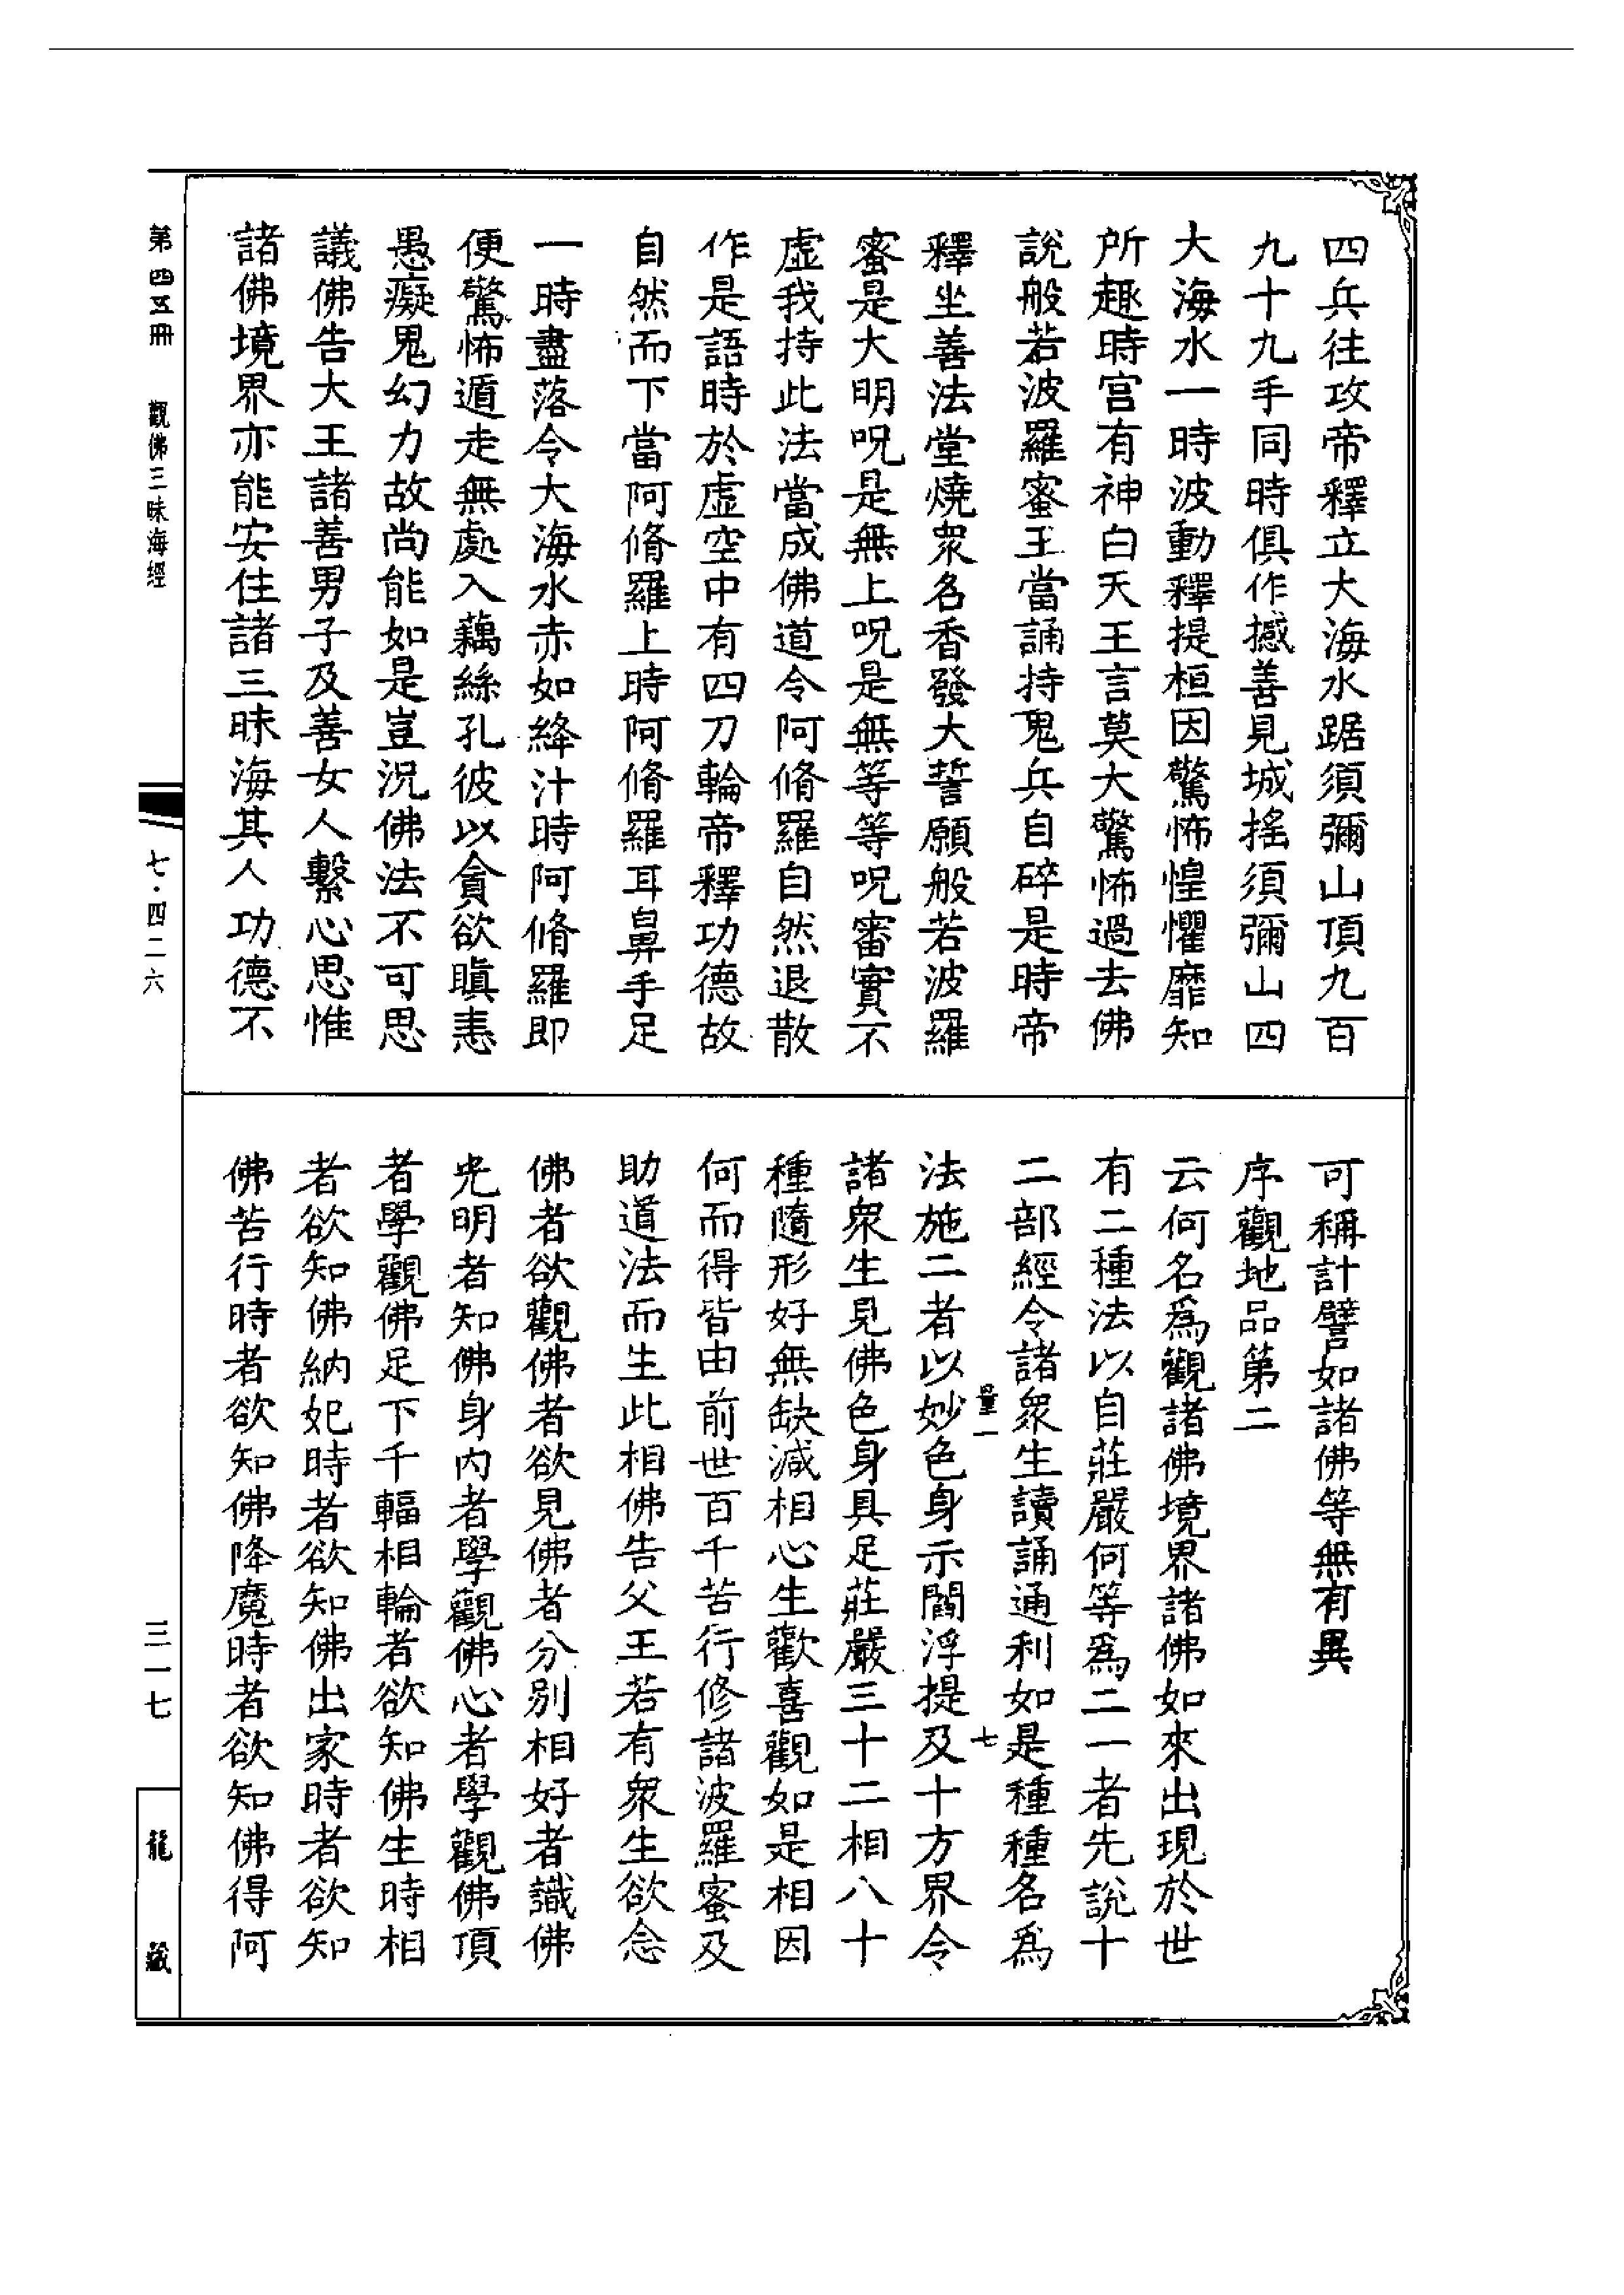 四兵往攻帝釋立大海水踞須彌山頂九百
九十九手同時俱作撼善見城搖須彌山四
大海水一時波動釋提桓因驚怖惶懼靡知
所趣時宫有神白天王言莫大驚怖過去佛
說般若波羅蜜王當誦持鬼兵自碎是時帝
釋坐善法堂燒衆名香發大誓願般若波羅
蜜是大明呪是無上呪是無等等呪審實不
虛我持此法當成佛道令阿脩羅自然退散
作是語時於虛空中有四刀輪帝釋功德故
自然而下當阿脩羅上時阿脩羅耳鼻手足
一時盡落令大海水赤如絳汁時阿脩羅即
便驚怖遁走無處入藕絲孔彼以貪欲瞋恚
愚癡鬼幻力故尚能如是豈況佛法不可思
議佛告大王諸善男子及善女人繫心思惟
諸佛境界亦能安住諸三昧海其人功德不
可稱計譬如諸佛等無有異
序觀地品第二
云何名爲觀諸佛境界諸佛如來出現於世
有二種法以自莊嚴何等爲二一者先說十
二部經令諸衆生讀誦通利如是種種名爲
量一 七
法施二者以妙色身示閻浮提及十方界令
諸衆生見佛色身具足莊嚴三十二相八十
種隨形好無缺減相心生歡喜觀如是相因
何而得皆由前世百千苦行修諸波羅蜜及
助道法而生此相佛告父王若有衆生欲念
佛者欲觀佛者欲見佛者分別相好者識佛
光明者知佛身内者學觀佛心者學觀佛頂
者學觀佛足下千輻相輪者欲知佛生時相
者欲知佛納妃時者欲知佛出家時者欲知
佛苦行時者欲知佛降魔時者欲知佛得阿
第四五冊 觀佛三昧海經
七·四二六
三一七
龍藏